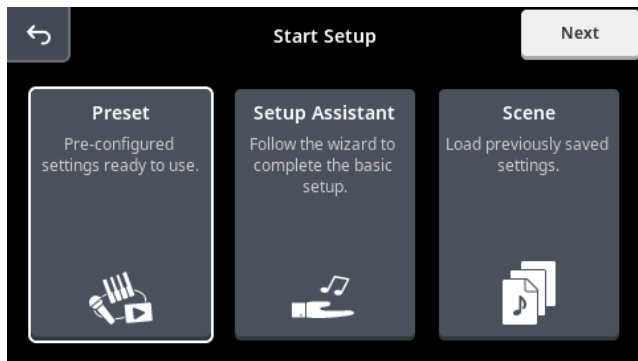 Start Setup
Next
Preset
Pre-configured
settings ready to use.
Setup Assistant
Follow the wizard to
complete the basic
setup.
Scene
Load previously saved
settings.